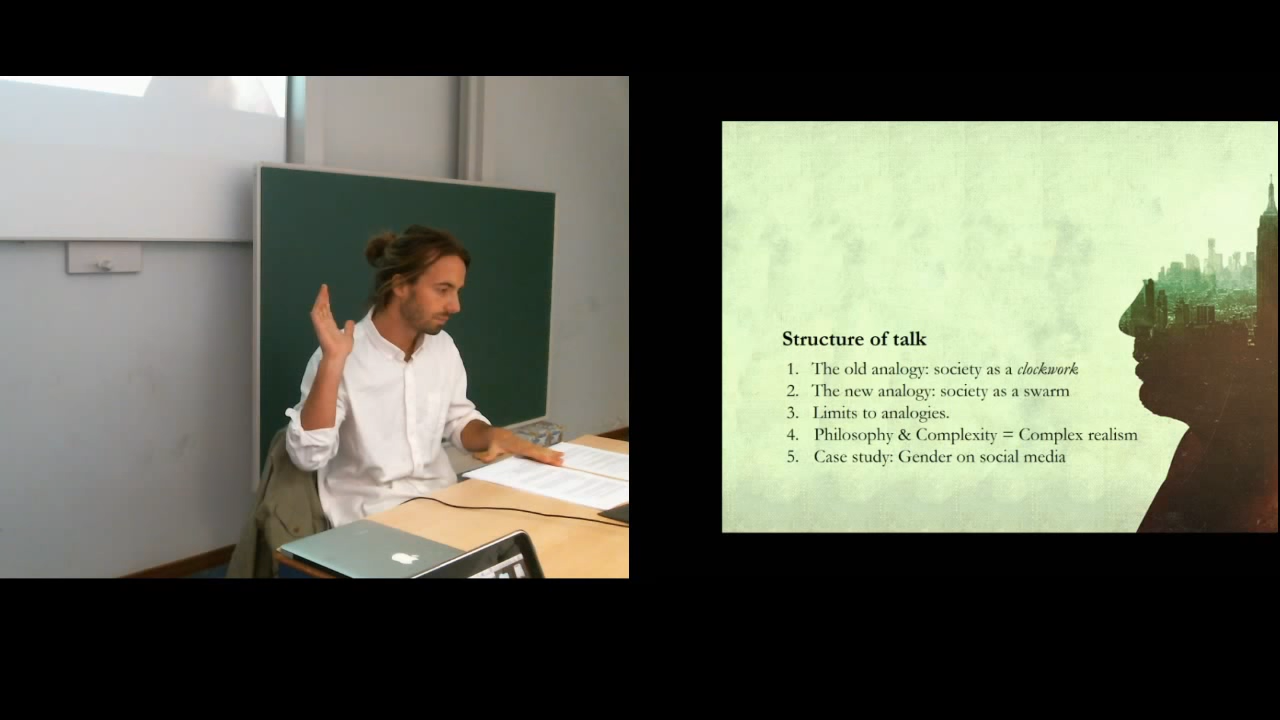 Structure of talk
1. The old analogy: society as a clockwork
2. The new analogy: society as a swarm
3. Limits to analogies.
4. Philosophy & Complexity = Complex realism
5. Case study: Gender on social media